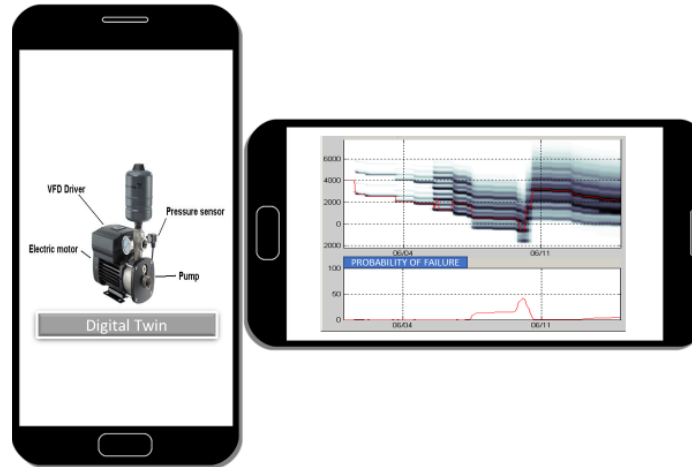 VFD Driver
Pressure sensor
Electric motor
Pump
Digital Twin
6000
4000
2000
0
2000
06/04
06/11
PROBABILITY OF FAILURE
100
50
0
06/04
06/11